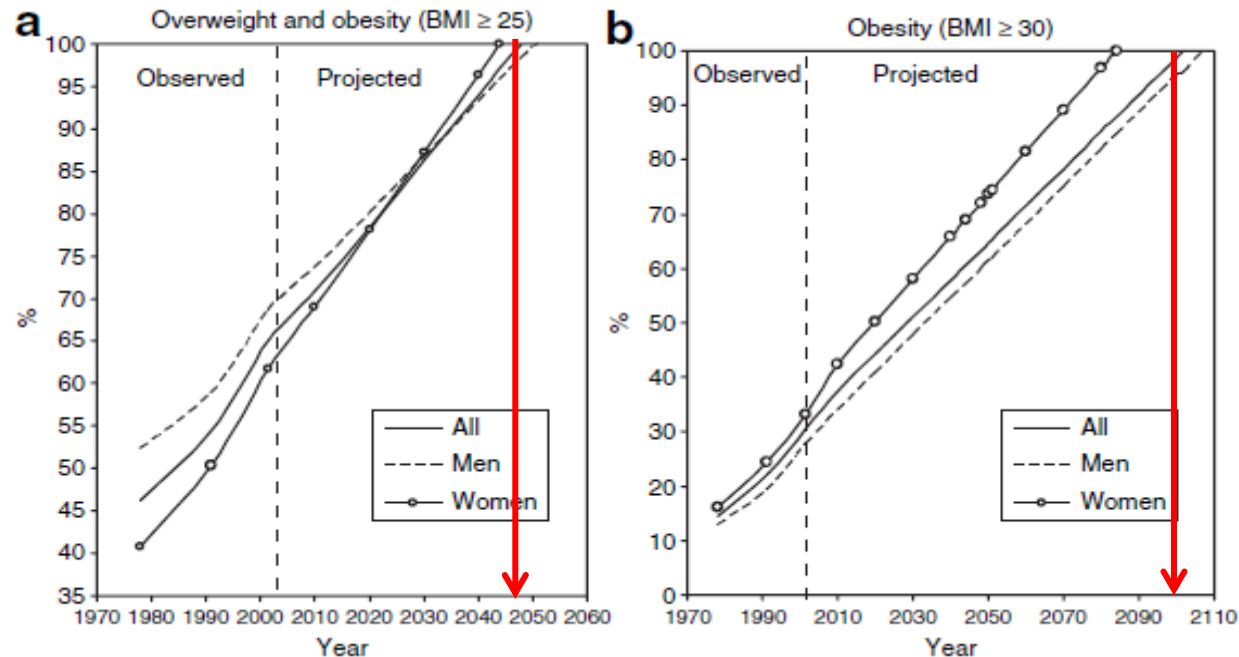 a Overweight and obesity (BMI ≥ 25)
Observed Projected
100
95
90
85
80
75
70
65
60
55
50
45
40
35
%
All
Men
Women
1970 1980 1990 2000 2010 2020 2030 2040 2050 2060
Year
b Obesity (BMI ≥ 30)
Observed Projected
100
90
80
70
60
50
40
30
20
10
0
%
All
Men
Women
1970 1990 2010 2030 2050 2070 2090 2110
Year